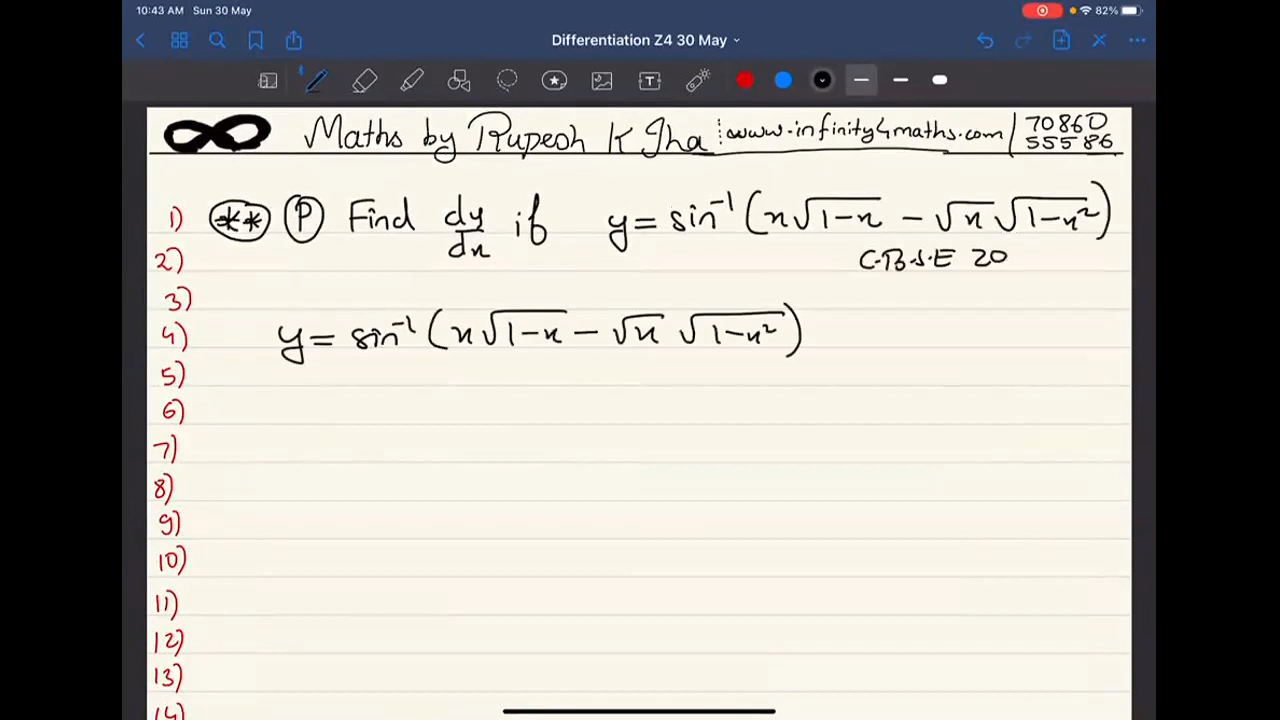 10:43 AM Sun 30 May 82%
Differentiation Z4 30 May
Maths by Rupesh K Jha www.infinity4maths.com / 70860 55586
1) ** P Find dy/dx if y = sin⁻¹(x√1-x - √x √1-x²)
2) C.B.S.E 20
3)
4) y = sin⁻¹(x√1-x - √x √1-x²)
5)
6)
7)
8)
9)
10)
11)
12)
13)
14)